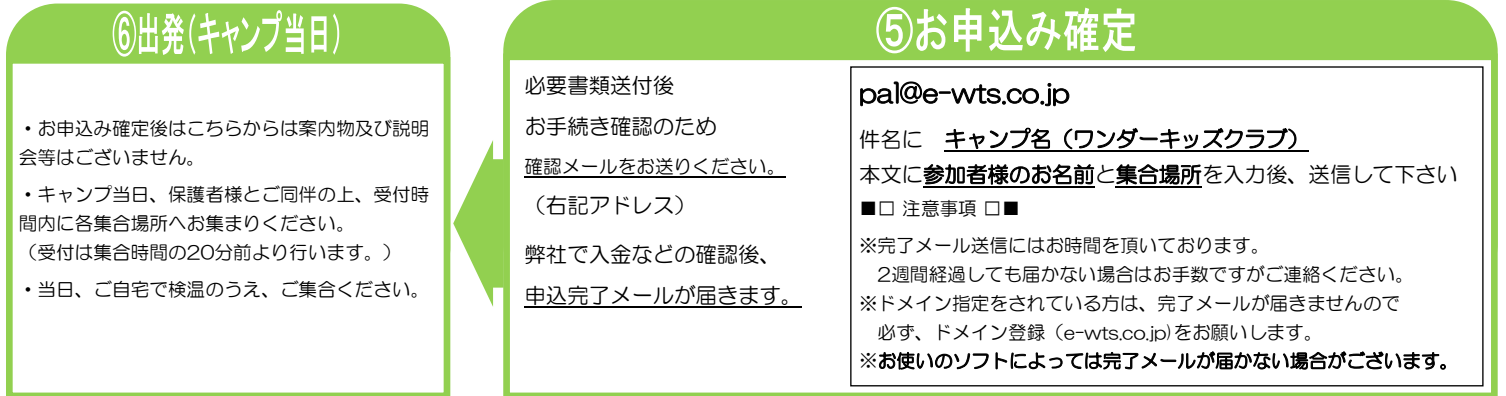 ⑥出発(キャンプ当日)
・お申込み確定後はこちらからは案内物及び説明
会等はございません。
・キャンプ当日、保護者様とご同伴の上、受付時
間内に各集合場所へお集まりください。
（受付は集合時間の20分前より行います。）
・当日、ご自宅で検温のうえ、ご集合ください。
⑤お申込み確定
必要書類送付後
お手続き確認のため
確認メールをお送りください。
（右記アドレス）
弊社で入金などの確認後、
申込完了メールが届きます。
pal@e-wts.co.jp
件名に　キャンプ名（ワンダーキッズクラブ）
本文に参加者様のお名前と集合場所を入力後、送信して下さい
■□ 注意事項 □■
※完了メール送信にはお時間を頂いております。
2週間経過しても届かない場合はお手数ですがご連絡ください。
※ドメイン指定をされている方は、完了メールが届きませんので
必ず、ドメイン登録（e-wts.co.jp)をお願いします。
※お使いのソフトによっては完了メールが届かない場合がございます。